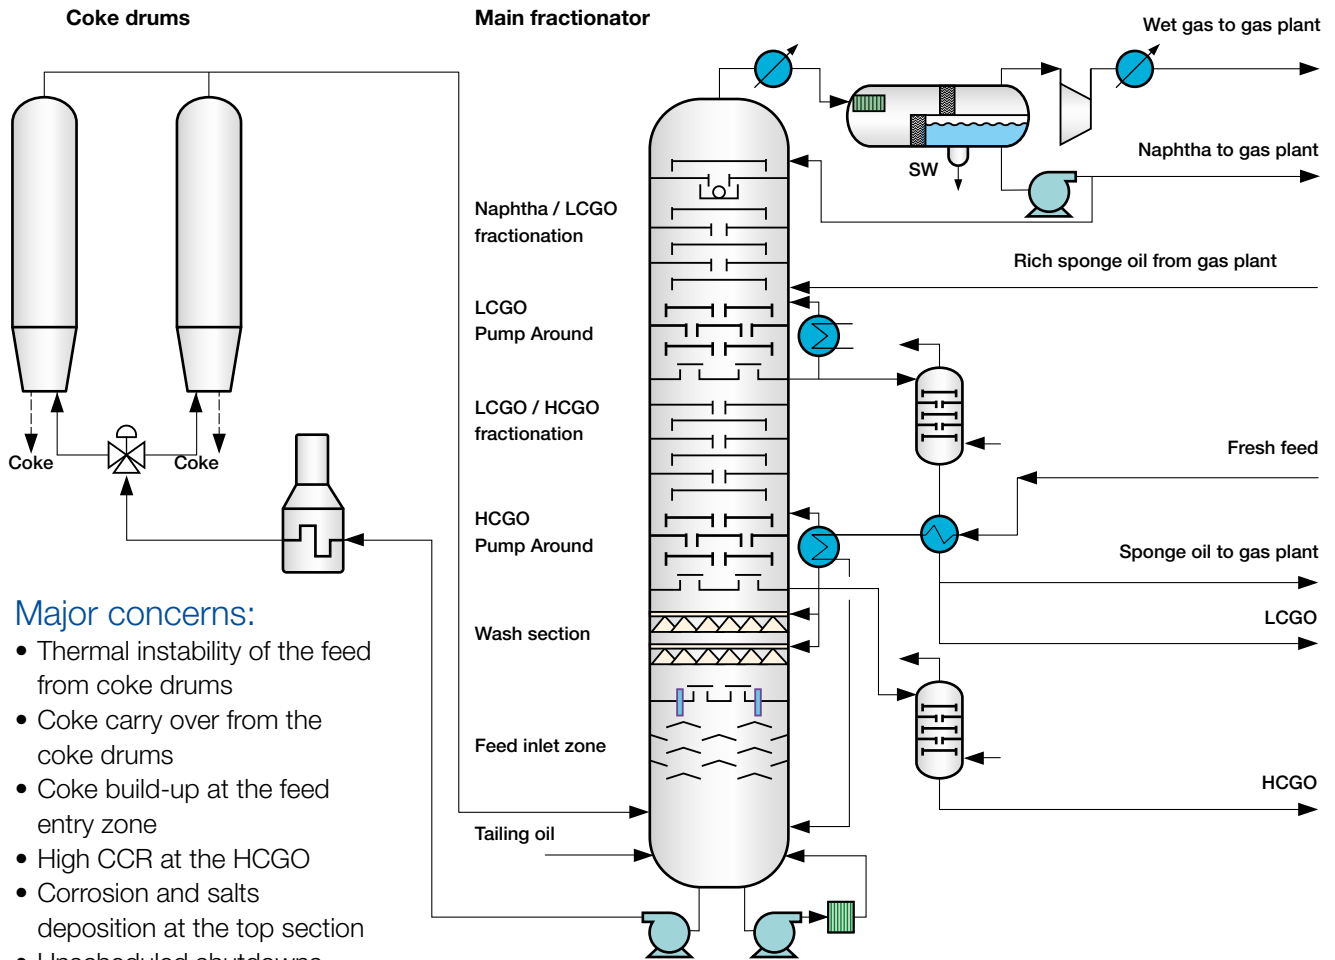 Coke drums
Main fractionator
Wet gas to gas plant
Naphtha to gas plant
SW
Naphtha / LCGO
fractionation
Rich sponge oil from gas plant
LCGO
Pump Around
LCGO / HCGO
fractionation
Coke
Coke
Fresh feed
HCGO
Pump Around
Sponge oil to gas plant
LCGO
Wash section
Feed inlet zone
HCGO
Tailing oil
Major concerns:
• Thermal instability of the feed
from coke drums
• Coke carry over from the
coke drums
• Coke build-up at the feed
entry zone
• High CCR at the HCGO
• Corrosion and salts
deposition at the top section
• Unscheduled shutdowns